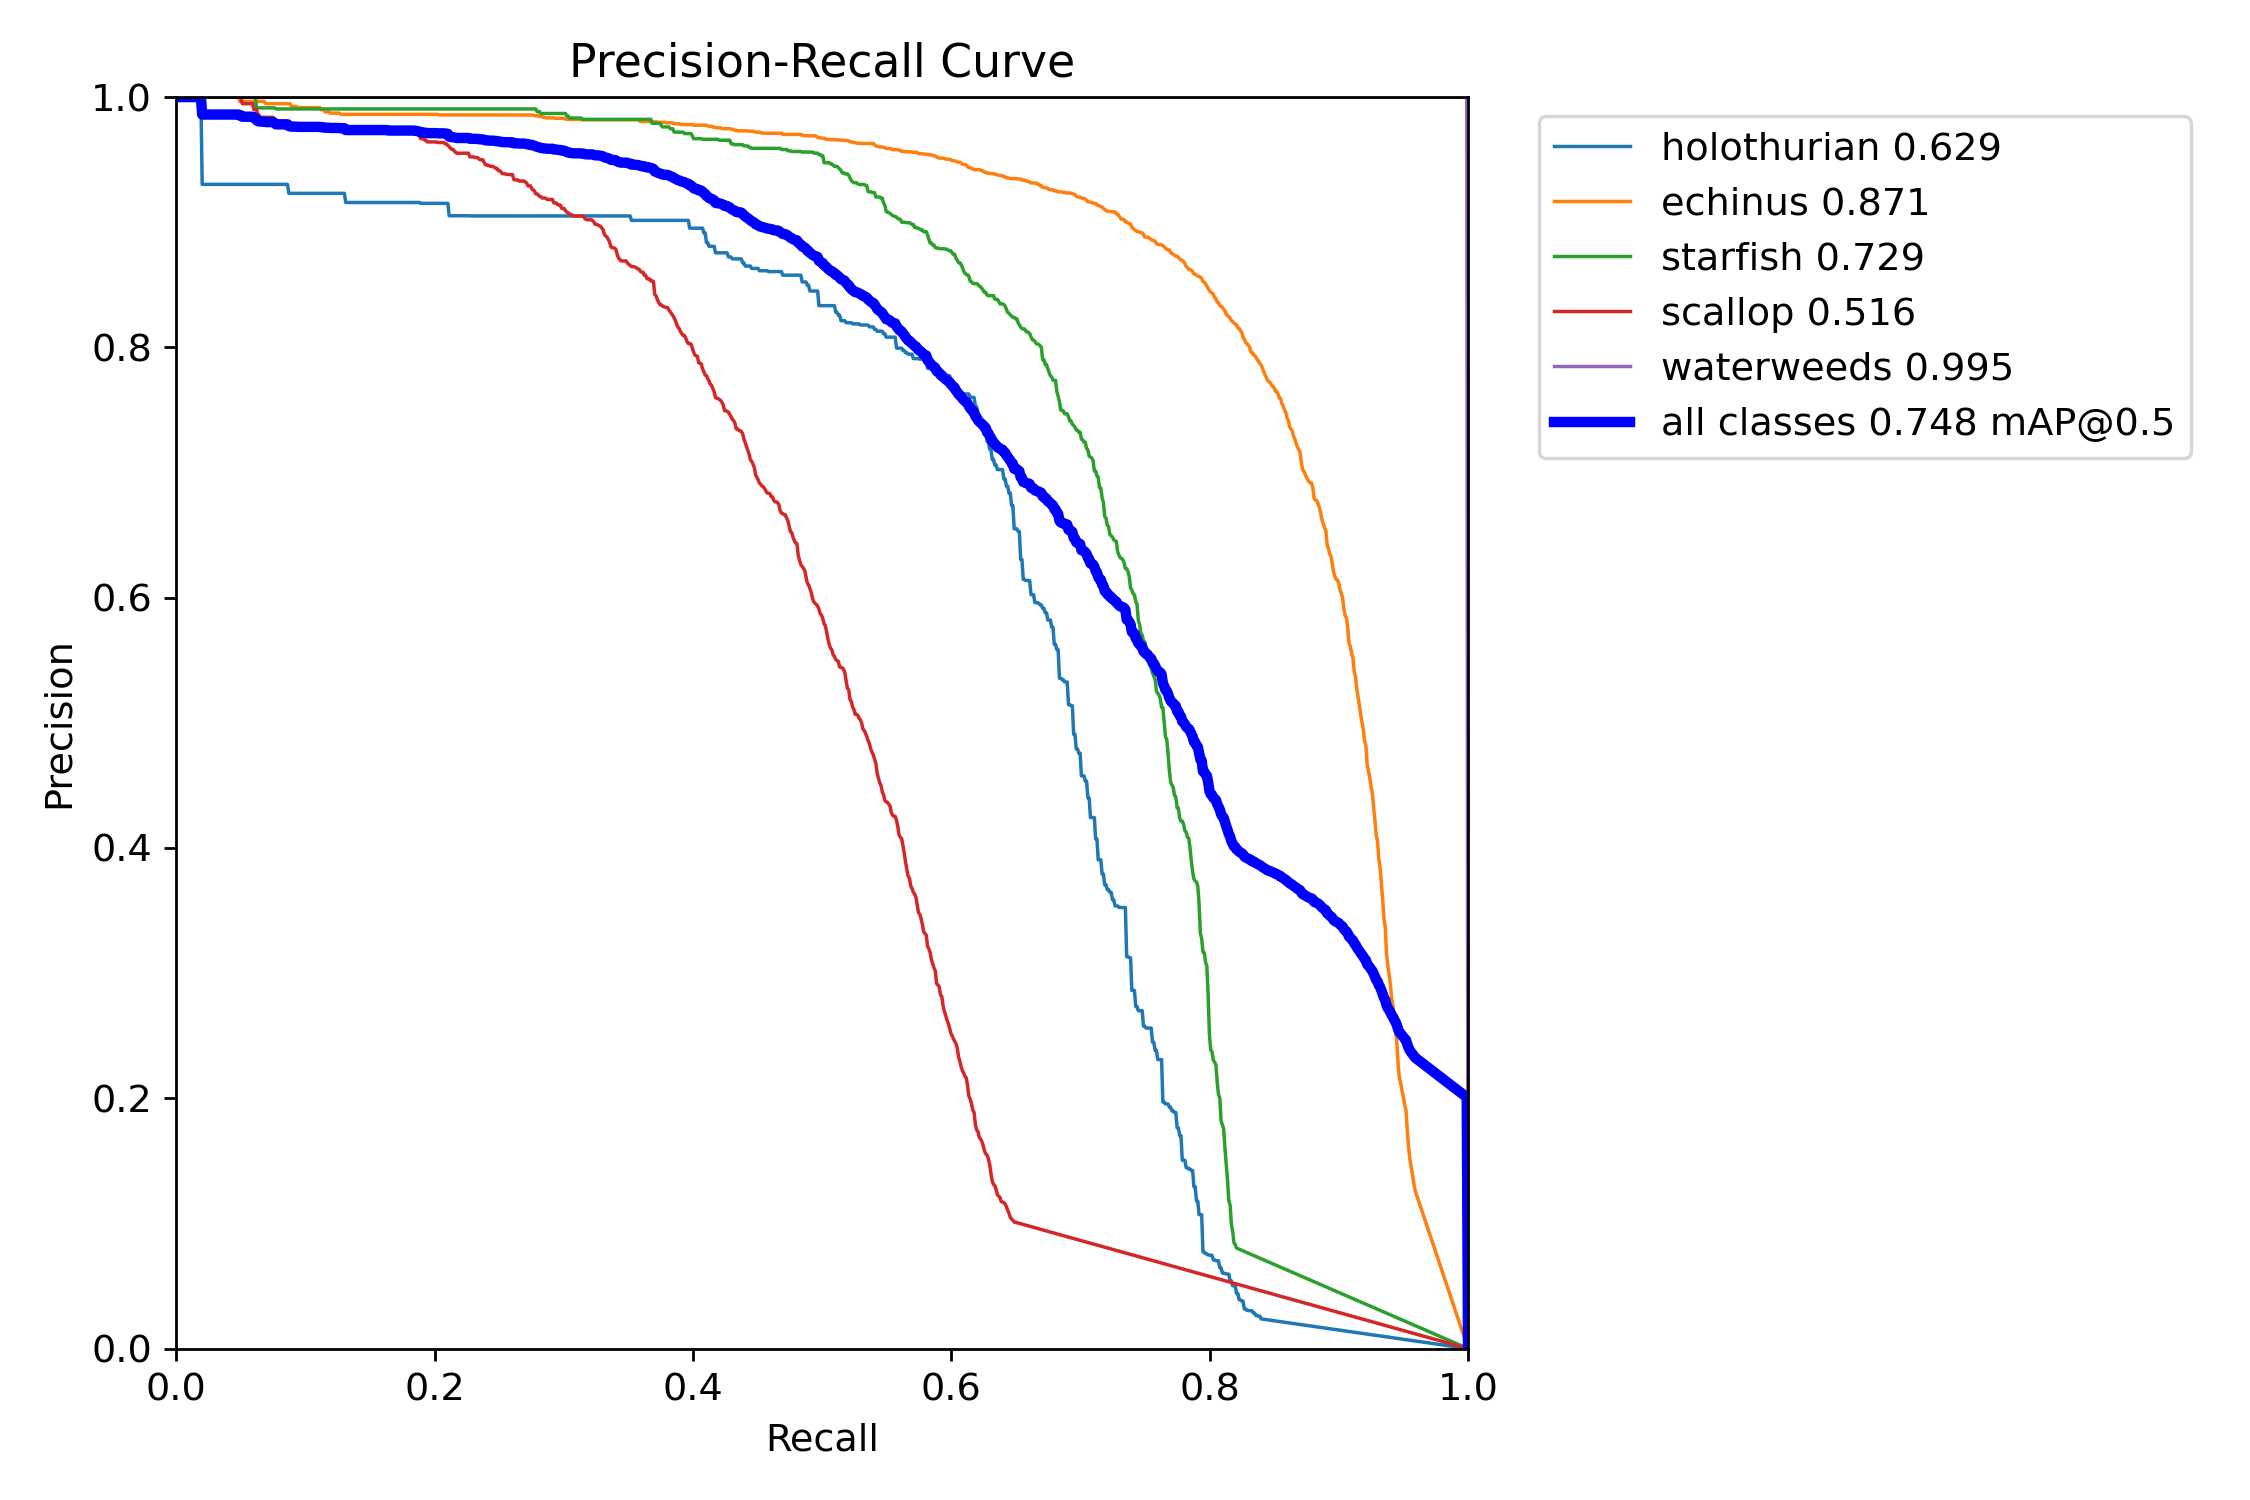 Precision-Recall Curve
1.0
0.8
0.6
0.4
0.2
0.0
Precision
0.0 0.2 0.4 0.6 0.8 1.0
Recall
holothurian 0.629
echinus 0.871
starfish 0.729
scallop 0.516
waterweeds 0.995
all classes 0.748 mAP@0.5